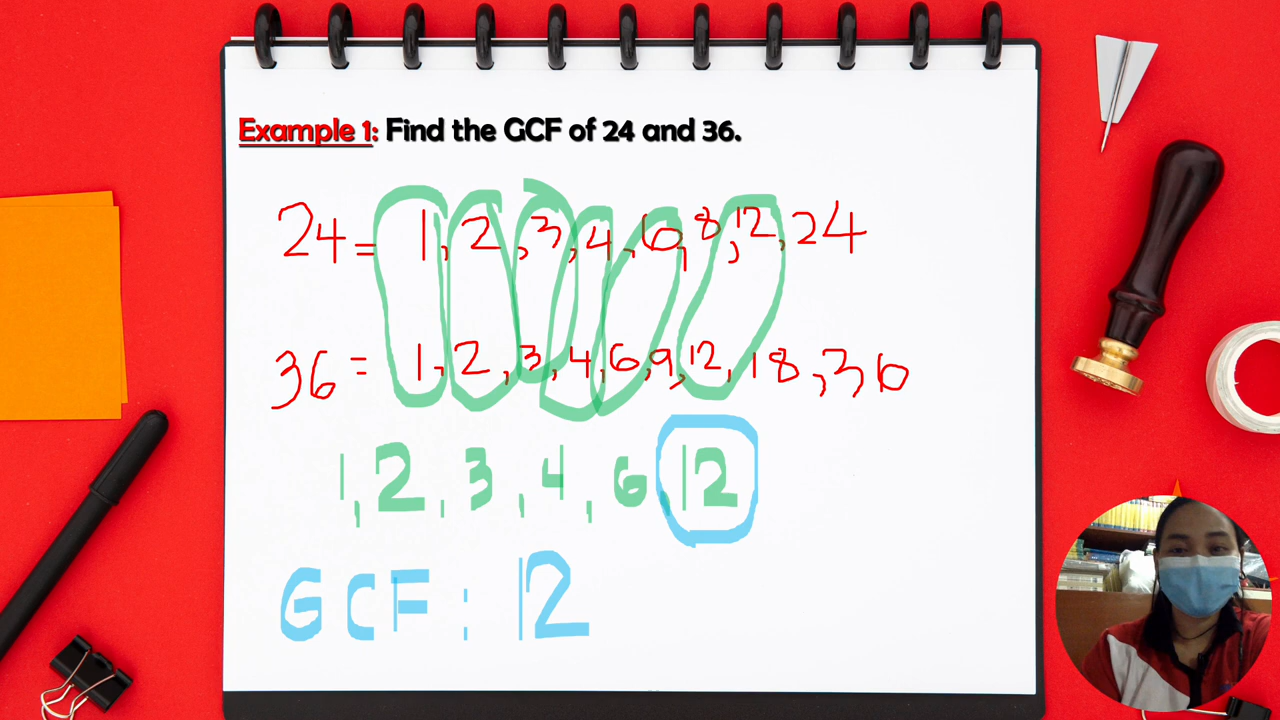 Example 1: Find the GCF of 24 and 36.
24= 1, 2, 3, 4, 6, 8, 12, 24
36= 1, 2, 3, 4, 6, 9, 12, 18, 36
1, 2, 3, 4, 6, 12
GCF: 12